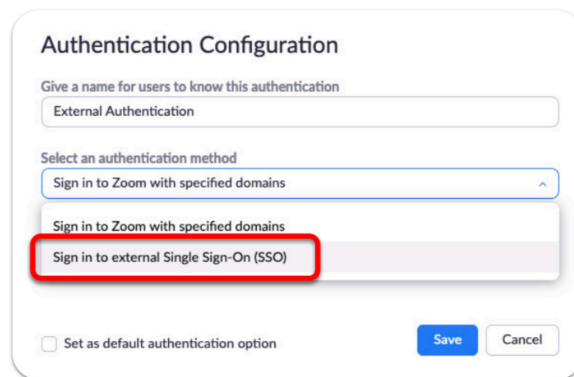 Authentication Configuration
Give a name for users to know this authentication
External Authentication
Select an authentication method
Sign in to Zoom with specified domains
Sign in to Zoom with specified domains
Sign in to external Single Sign-On (SSO)
Set as default authentication option
Save Cancel